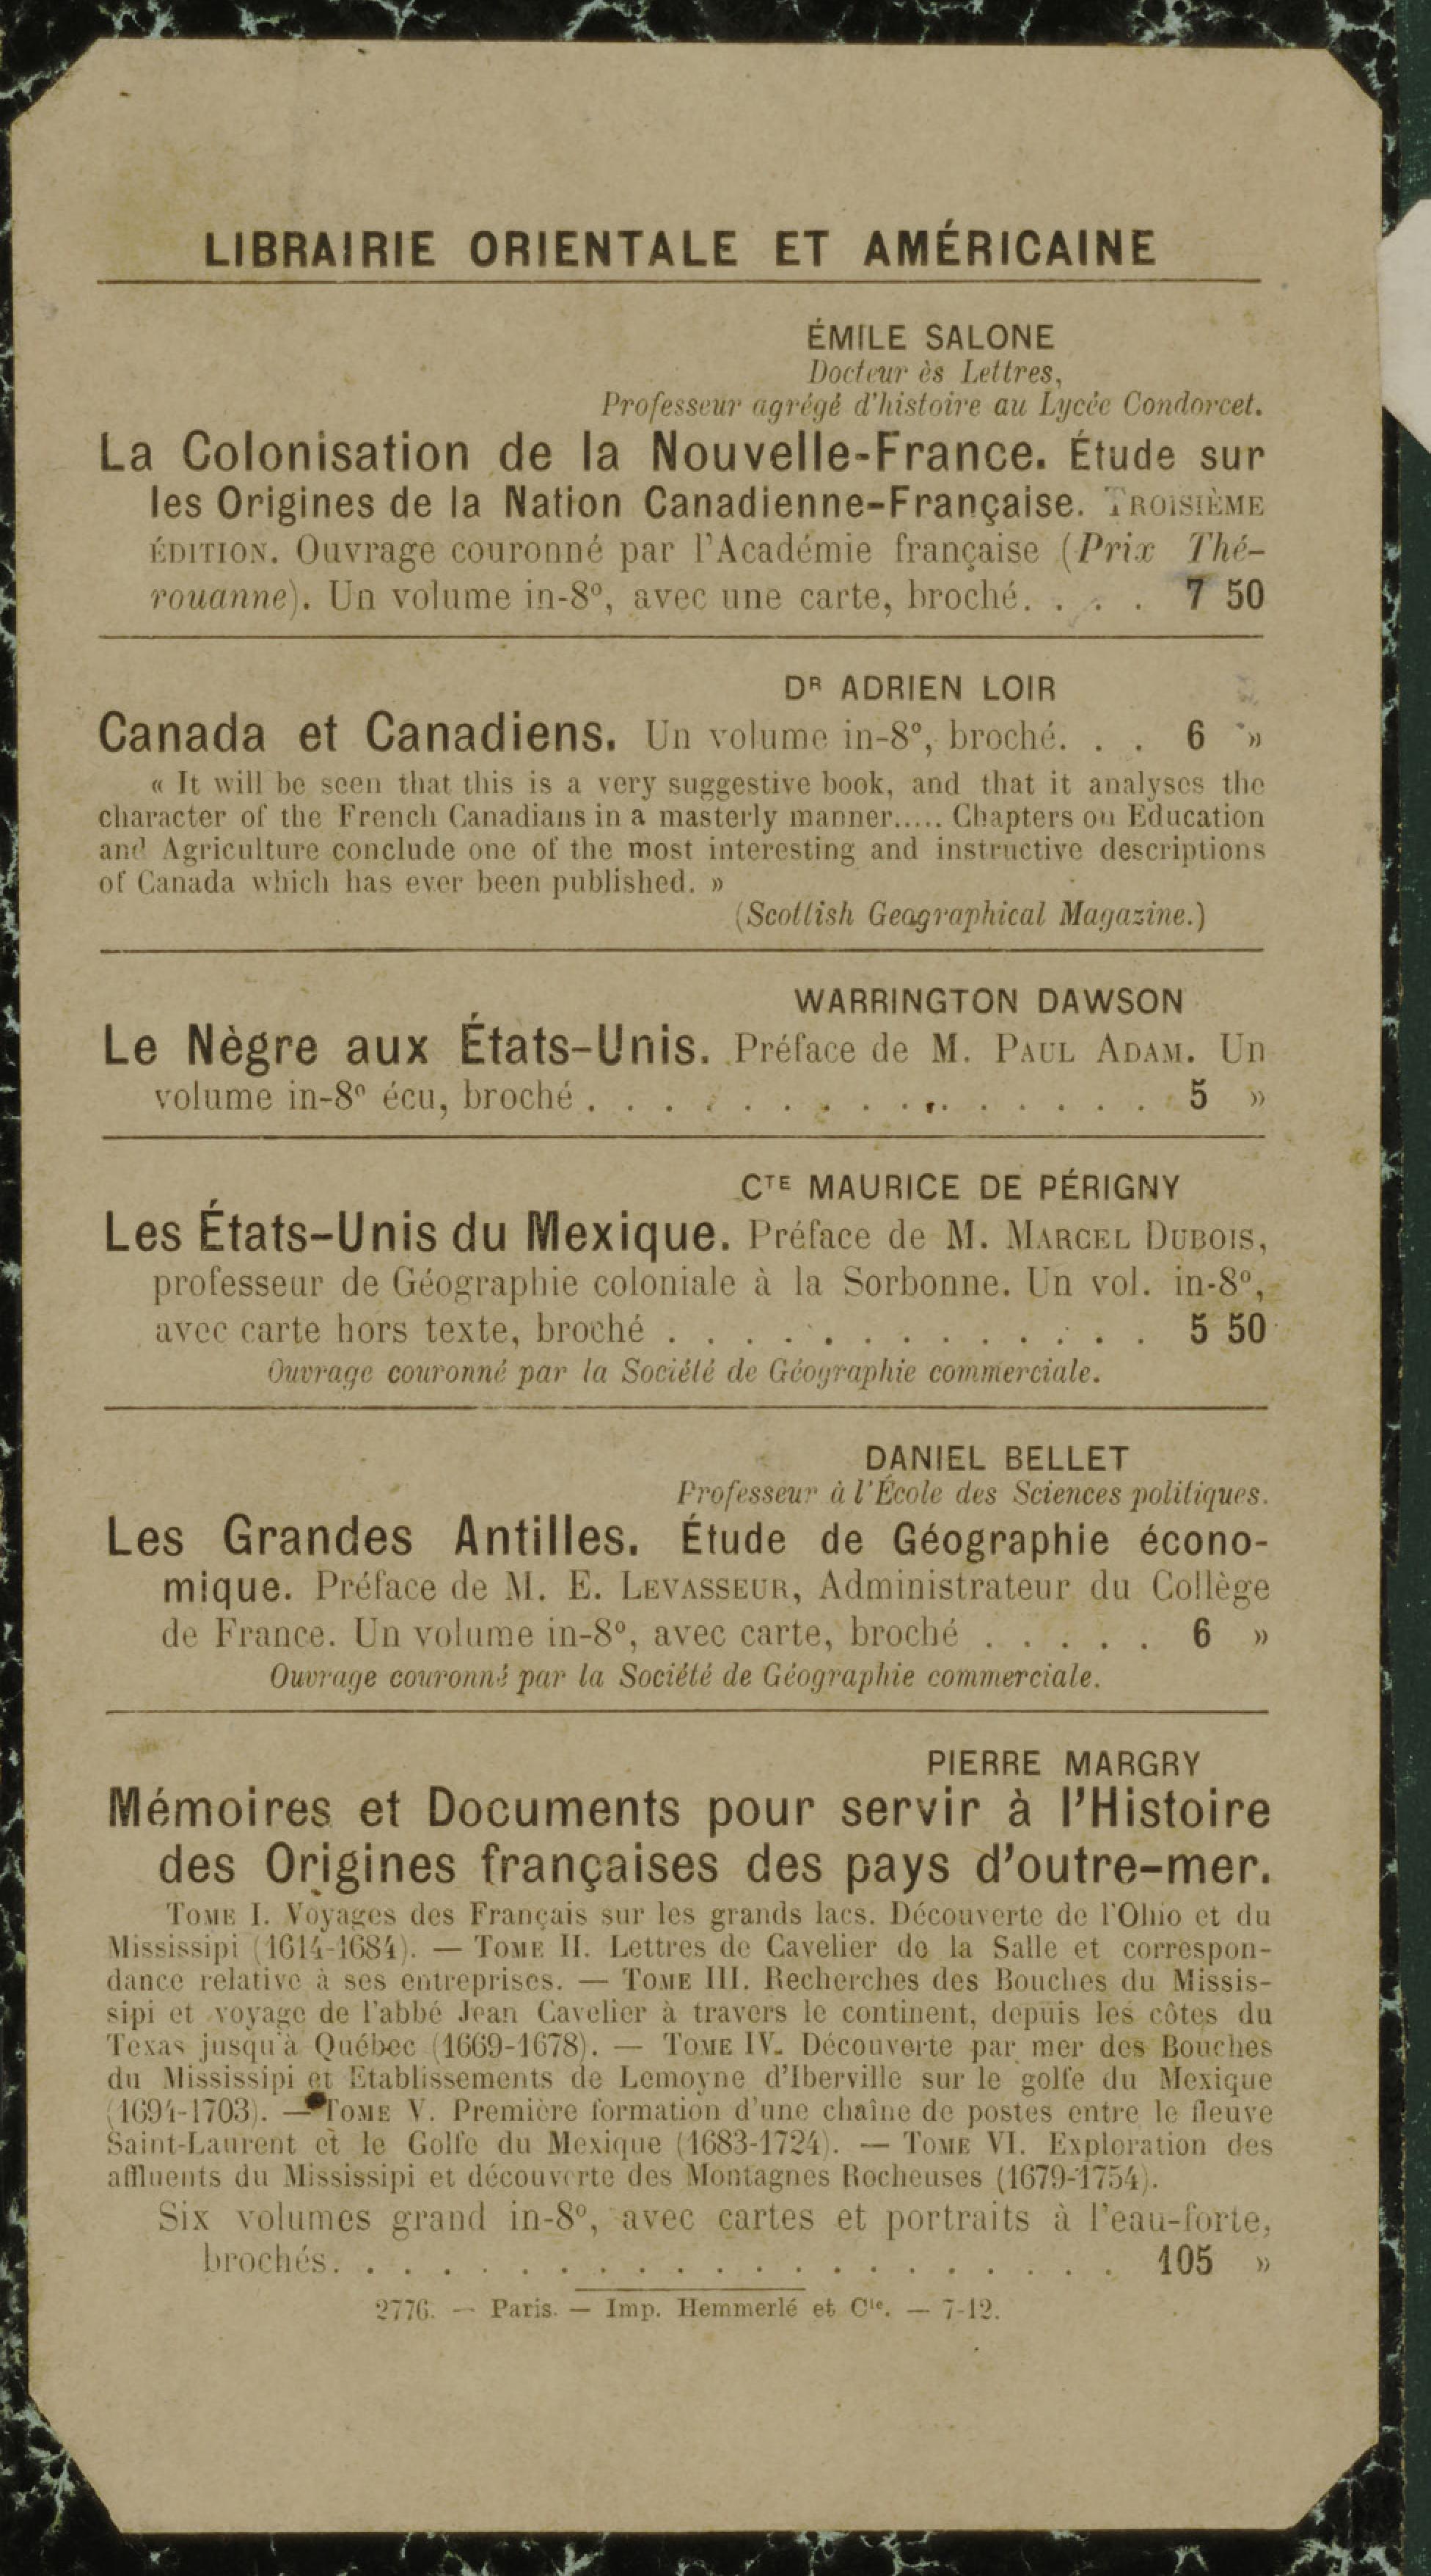 LIBRAIRIE ORIENTALE ET AMÉRICAINE
ÉMILE SALONE
Docteur ès Lettres,
Professeur agrégé d'histoire au Lycée Condorcet.
La Colonisation de la Nouvelle-France. Étude sur
les Origines de la Nation Canadienne-Française. TROISIÈME
ÉDITION. Ouvrage couronné par l'Académie française (Prix Thé-
rouanne). Un volume in-8º, avec une carte, broché. . . . 7 50
DR ADRIEN LOIR
Canada et Canadiens. Un volume in-8º, broché. . . 6 »
« It will be seen that this is a very suggestive book, and that it analyses the
character of the French Canadians in a masterly manner..... Chapters on Education
and Agriculture conclude one of the most interesting and instructive descriptions
of Canada which has ever been published. »
(Scottish Geographical Magazine.)
WARRINGTON DAWSON
Le Nègre aux États-Unis. Préface de M. PAUL ADAM. Un
volume in-8º écu, broché . . . . . . . . . . . . . . . 5 »
CTE MAURICE DE PÉRIGNY
Les États-Unis du Mexique. Préface de M. MARCEL DUBOIS,
professeur de Géographie coloniale à la Sorbonne. Un vol. in-8º,
avec carte hors texte, broché . . . . . . . . . . . . . 5 50
Ouvrage couronné par la Société de Géographie commerciale.
DANIEL BELLET
Professeur à l'École des Sciences politiques.
Les Grandes Antilles. Étude de Géographie écono-
mique. Préface de M. E. LEVASSEUR, Administrateur du Collège
de France. Un volume in-8º, avec carte, broché . . . . . 6 »
Ouvrage couronné par la Société de Géographie commerciale.
PIERRE MARGRY
Mémoires et Documents pour servir à l'Histoire
des Origines françaises des pays d'outre-mer.
TOME I. Voyages des Français sur les grands lacs. Découverte de l'Ohio et du
Mississipi (1614-1684). — TOME II. Lettres de Cavelier de la Salle et correspon-
dance relative à ses entreprises. — TOME III. Recherches des Bouches du Missis-
sipi et voyage de l'abbé Jean Cavelier à travers le continent, depuis les côtes du
Texas jusqu'à Québec (1669-1678). — TOME IV. Découverte par mer des Bouches
du Mississipi et Etablissements de Lemoyne d'Iberville sur le golfe du Mexique
(1694-1703). — TOME V. Première formation d'une chaîne de postes entre le fleuve
Saint-Laurent et le Golfe du Mexique (1683-1724). — TOME VI. Exploration des
affluents du Mississipi et découverte des Montagnes Rocheuses (1679-1754).
Six volumes grand in-8º, avec cartes et portraits à l'eau-forte,
brochés. . . . . . . . . . . . . . . . . . . . . . 105 »
2776. — Paris. — Imp. Hemmerlé et Cie. — 7-12.